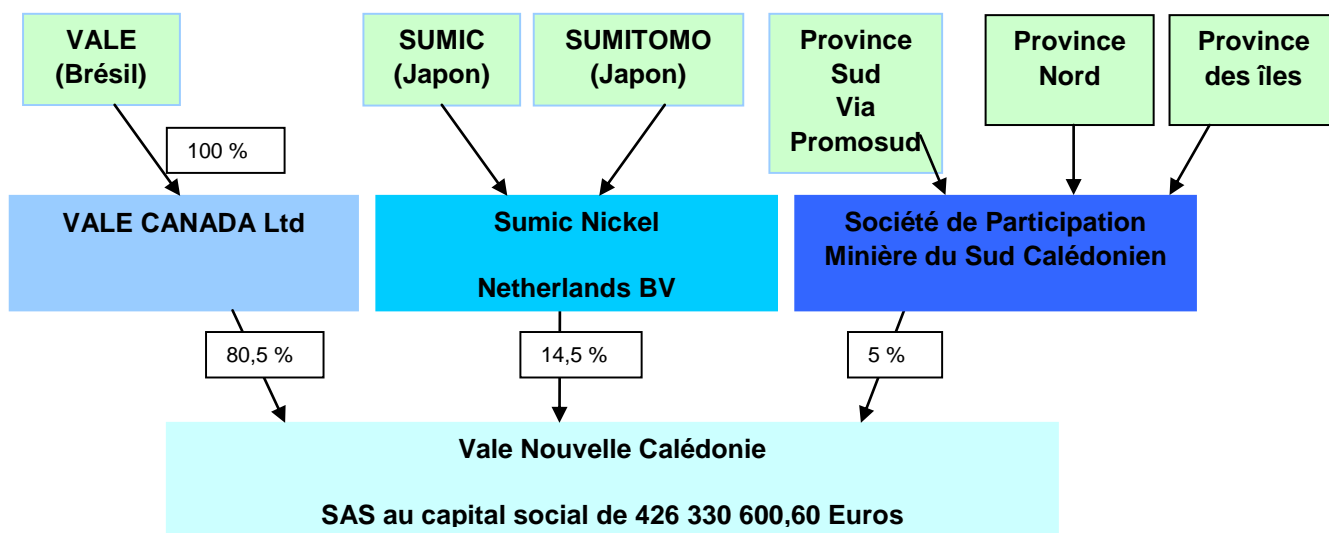 VALE
(Brésil)
SUMIC
(Japon)
SUMITOMO
(Japon)
Province
Sud
Via
Promosud
Province
Nord
Province
des îles
100 %
VALE CANADA Ltd
Sumic Nickel
Netherlands BV
Société de Participation
Minière du Sud Calédonien
80,5 %
14,5 %
5 %
Vale Nouvelle Calédonie
SAS au capital social de 426 330 600,60 Euros